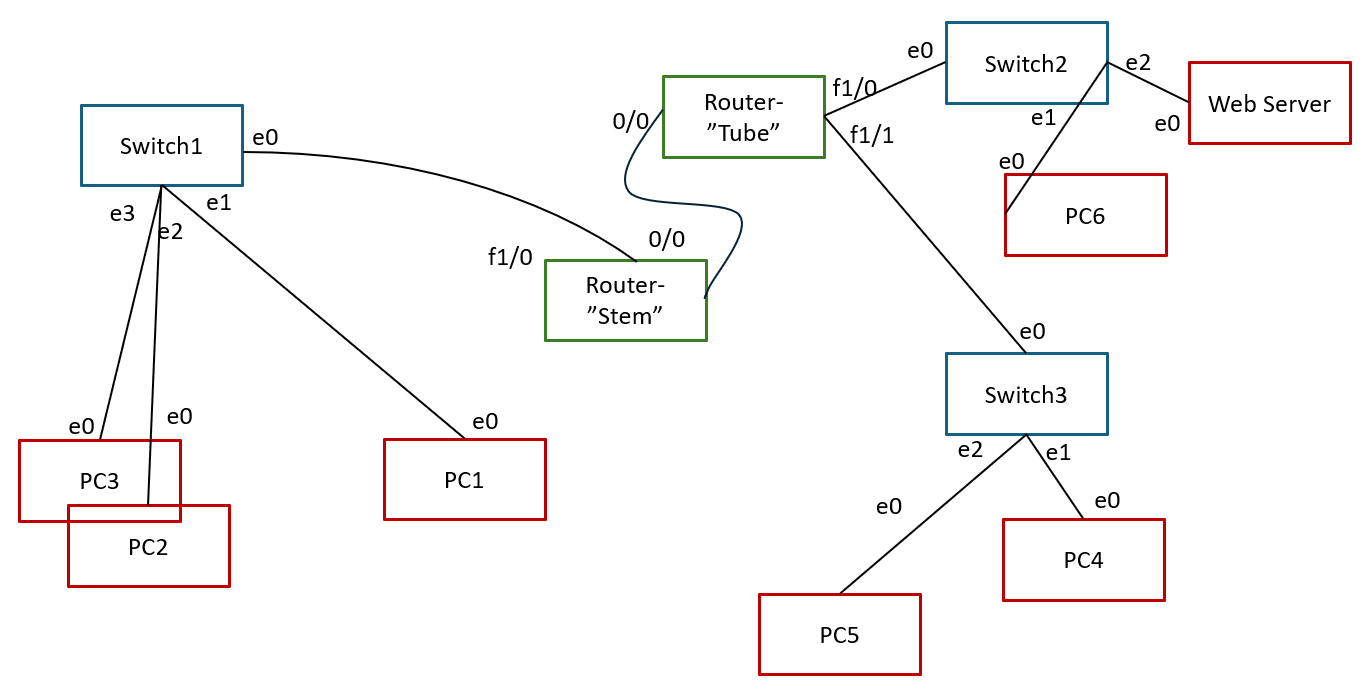 e0
Switch2
e2
Web Server
f1/0
Router-
”Tube”
0/0
f1/1
e1
e0
e0
PC6
Switch1
e0
e3
e1
e2
0/0
f1/0
Router-
”Stem”
e0
Switch3
e2
e1
e0
e0
e0
e0
e0
PC3
PC1
PC2
PC4
PC5